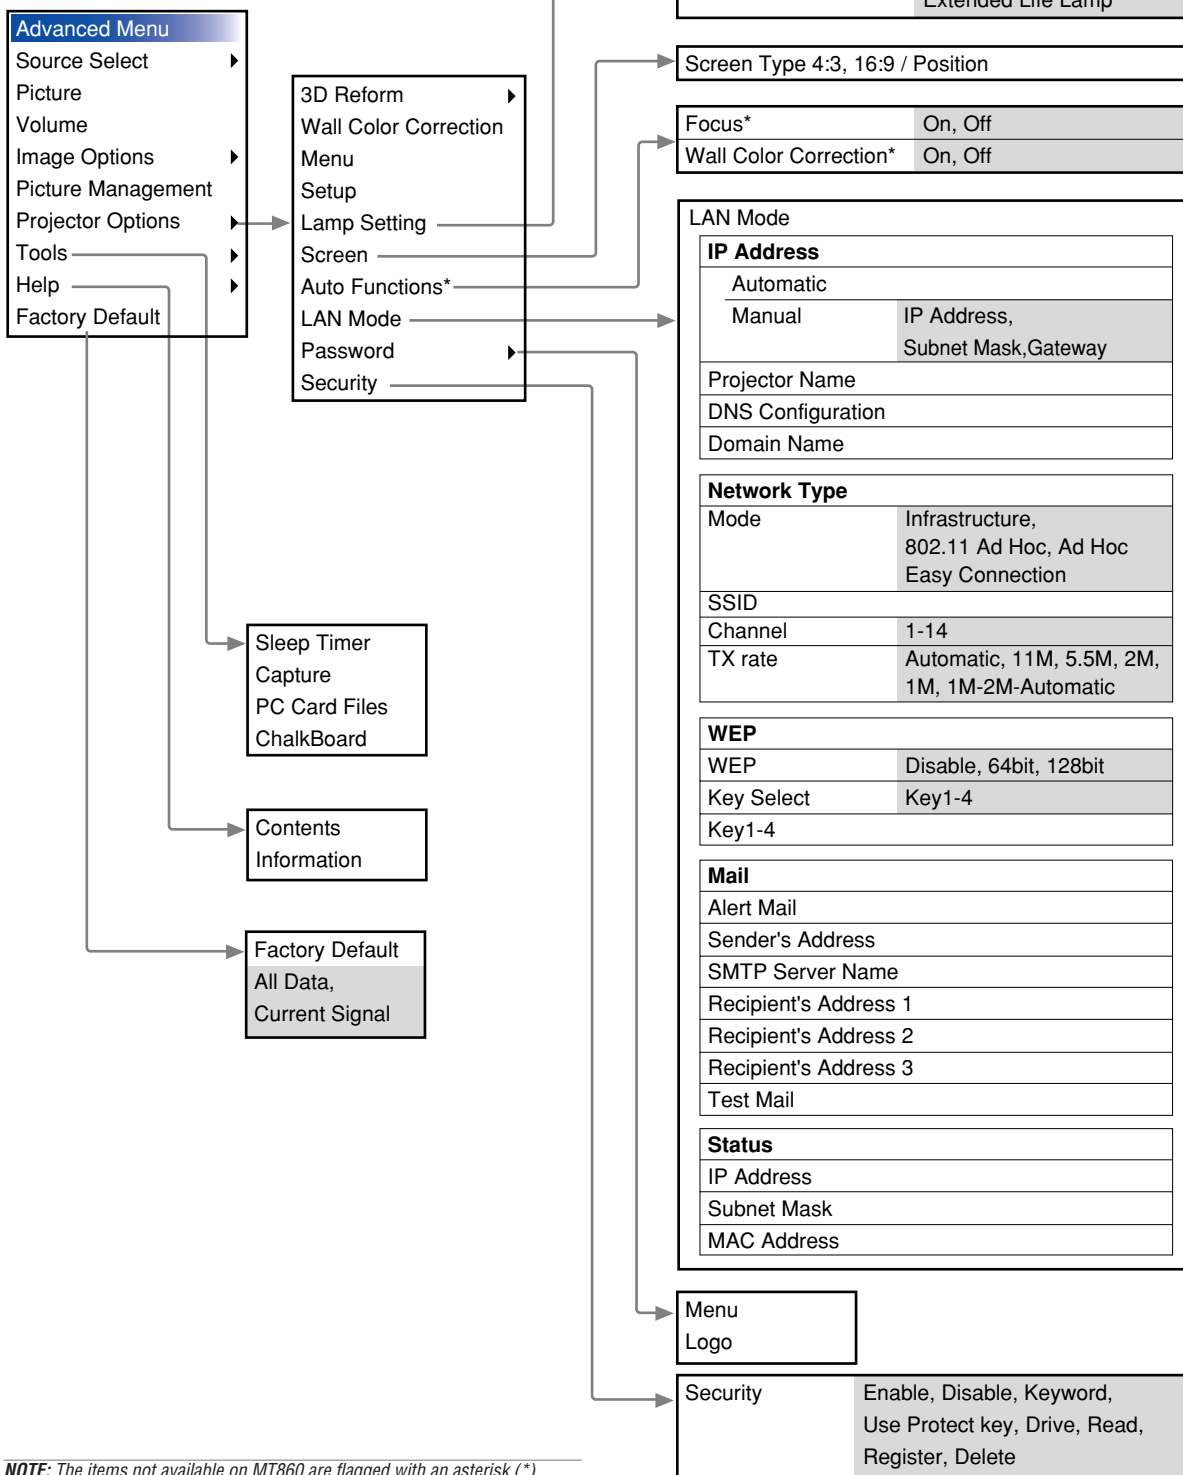 Advanced Menu
Source Select
Picture
Volume
Image Options
Picture Management
Projector Options
Tools
Help
Factory Default
3D Reform
Wall Color Correction
Menu
Setup
Lamp Setting
Screen
Auto Functions*
LAN Mode
Password
Security
Sleep Timer
Capture
PC Card Files
ChalkBoard
Contents
Information
Factory Default
All Data,
Current Signal
Extended Life Lamp
Screen Type 4:3, 16:9 / Position
Focus* On, Off
Wall Color Correction* On, Off
LAN Mode
IP Address
Automatic
Manual IP Address,
Subnet Mask,Gateway
Projector Name
DNS Configuration
Domain Name
Network Type
Mode Infrastructure,
802.11 Ad Hoc, Ad Hoc
Easy Connection
SSID
Channel 1-14
TX rate Automatic, 11M, 5.5M, 2M,
1M, 1M-2M-Automatic
WEP
WEP Disable, 64bit, 128bit
Key Select Key1-4
Key1-4
Mail
Alert Mail
Sender's Address
SMTP Server Name
Recipient's Address 1
Recipient's Address 2
Recipient's Address 3
Test Mail
Status
IP Address
Subnet Mask
MAC Address
Menu
Logo
Security Enable, Disable, Keyword,
Use Protect key, Drive, Read,
Register, Delete
NOTE: The items not available on MT860 are flagged with an asterisk (*)